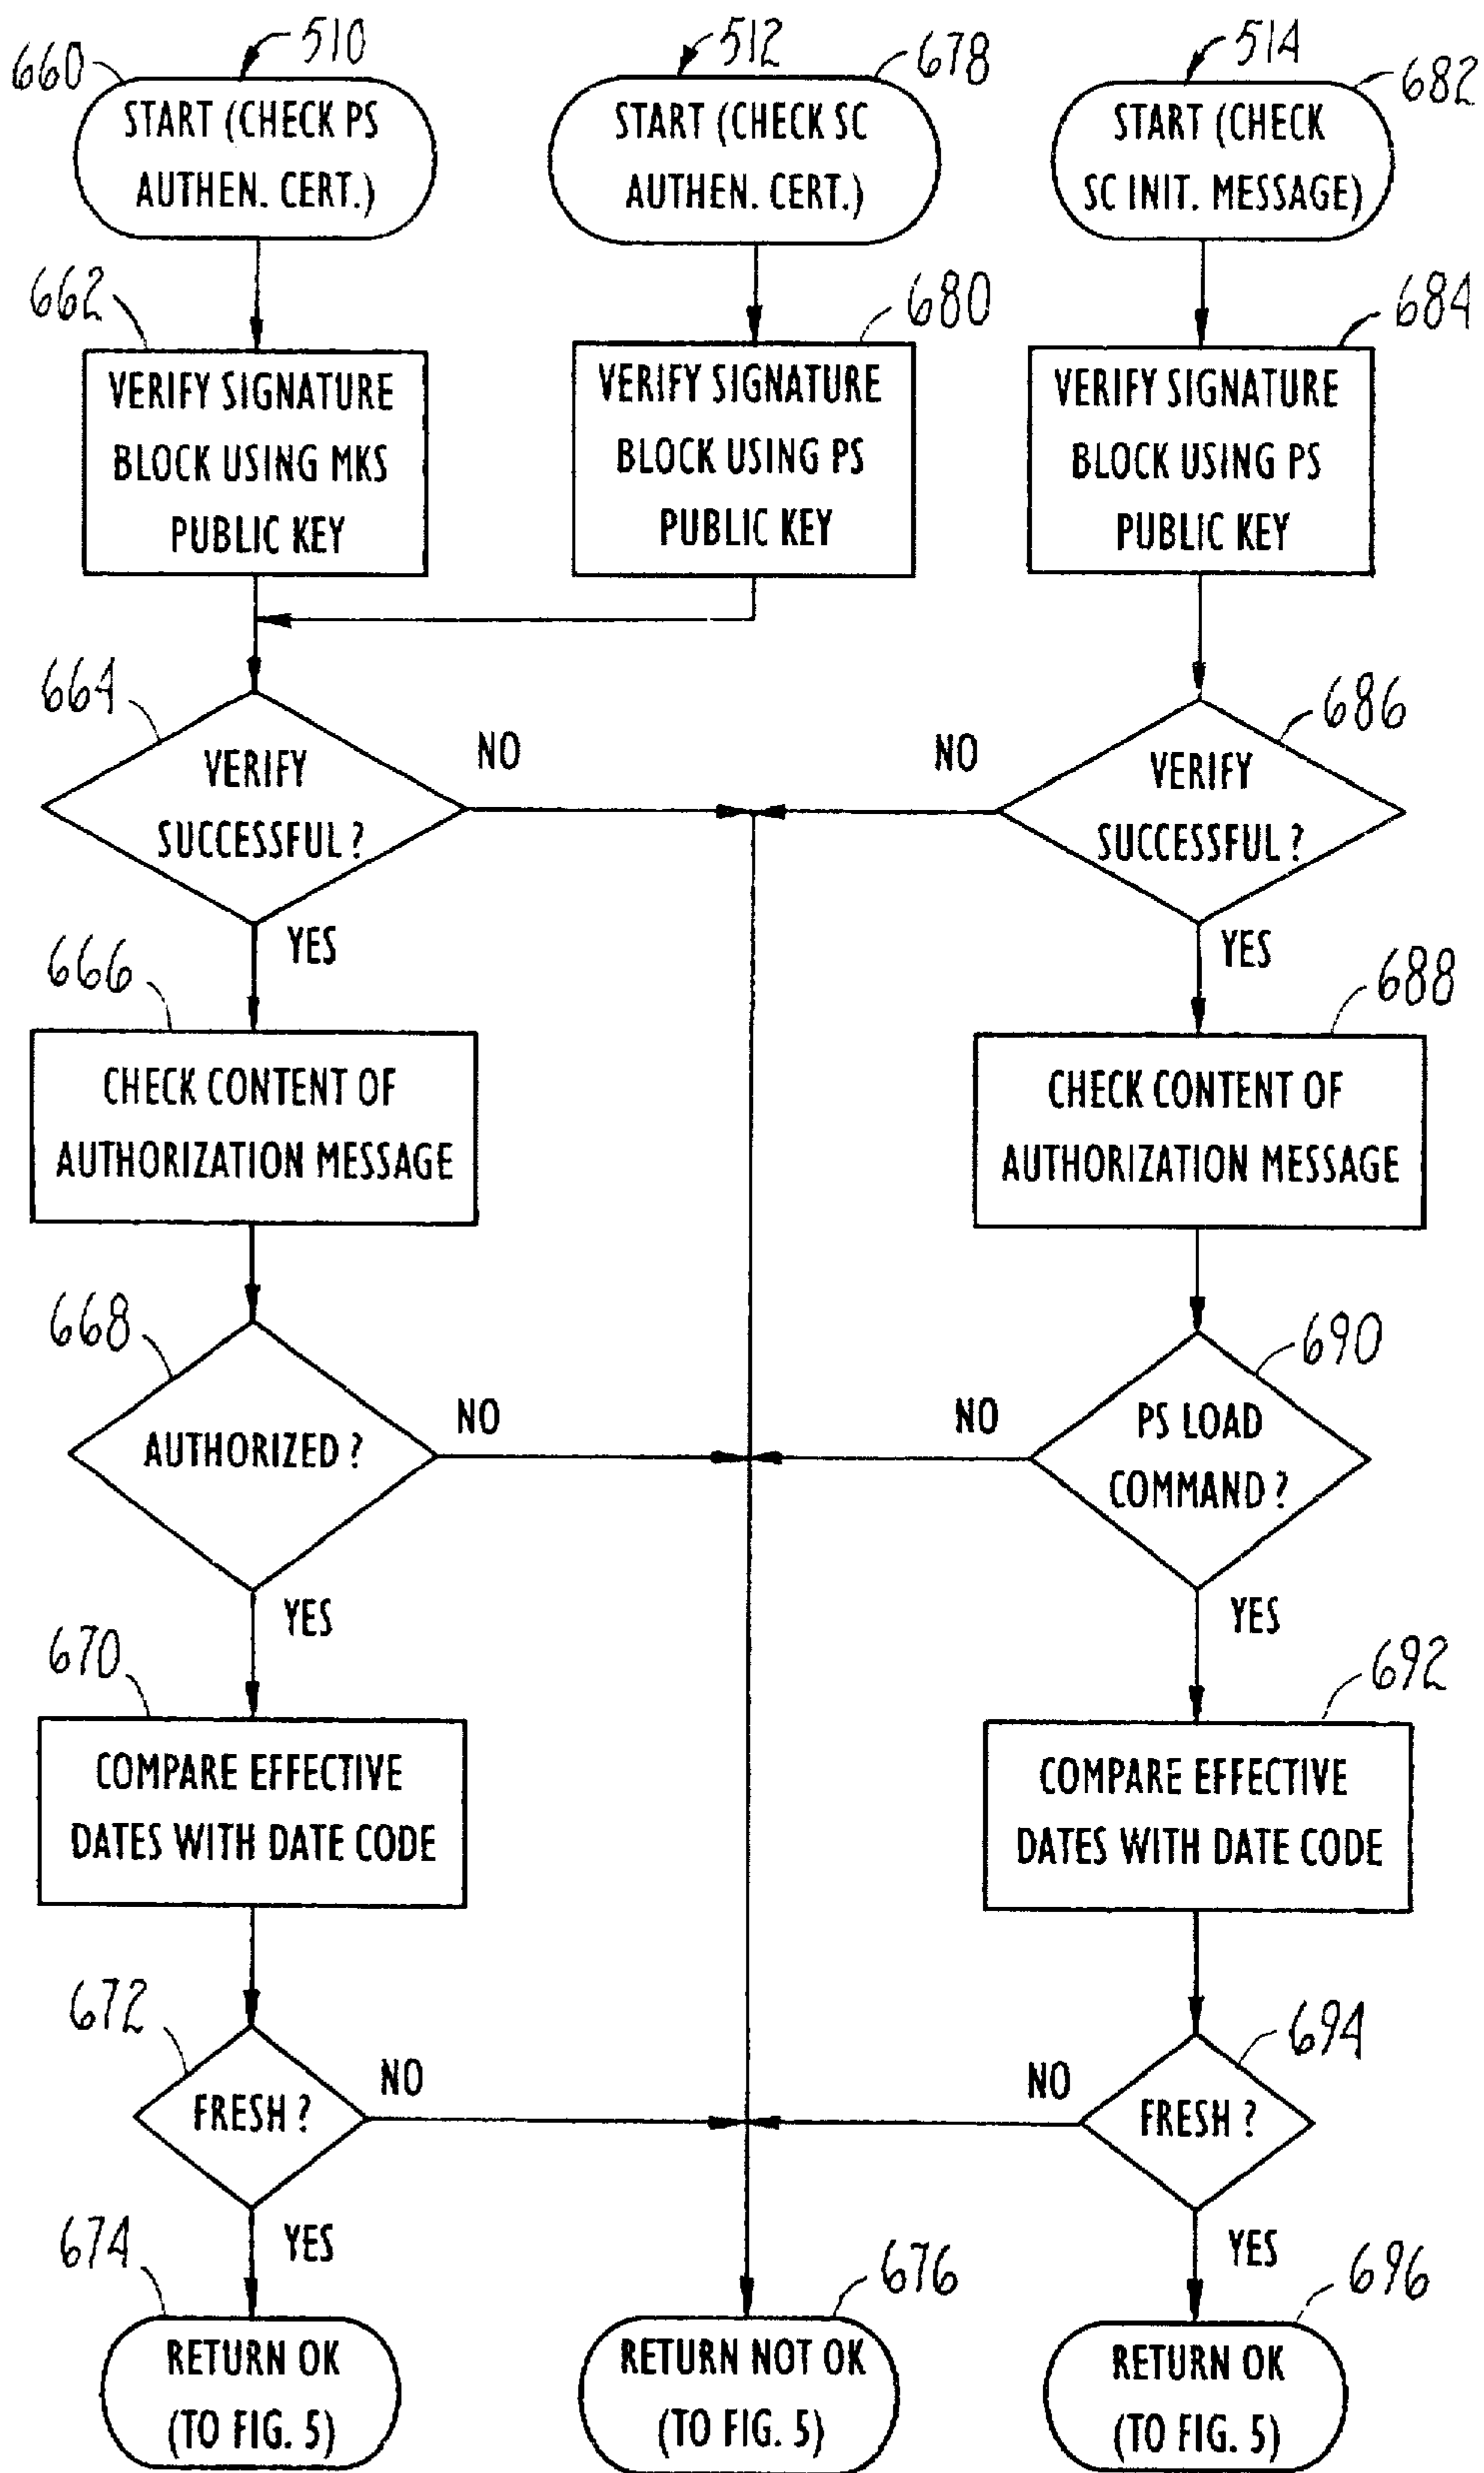 510
512
514
660
678
682
START (CHECK PS
AUTHEN. CERT.)
START (CHECK SC
AUTHEN. CERT.)
START (CHECK
SC INIT. MESSAGE)
662
680
684
VERIFY SIGNATURE
BLOCK USING MKS
PUBLIC KEY
VERIFY SIGNATURE
BLOCK USING PS
PUBLIC KEY
VERIFY SIGNATURE
BLOCK USING PS
PUBLIC KEY
664
686
VERIFY
SUCCESSFUL ?
NO
NO
VERIFY
SUCCESSFUL ?
YES
YES
666
688
CHECK CONTENT OF
AUTHORIZATION MESSAGE
CHECK CONTENT OF
AUTHORIZATION MESSAGE
668
690
AUTHORIZED ?
NO
NO
PS LOAD
COMMAND ?
YES
YES
670
692
COMPARE EFFECTIVE
DATES WITH DATE CODE
COMPARE EFFECTIVE
DATES WITH DATE CODE
672
694
FRESH ?
NO
NO
FRESH ?
YES
YES
674
676
696
RETURN OK
(TO FIG. 5)
RETURN NOT OK
(TO FIG. 5)
RETURN OK
(TO FIG. 5)